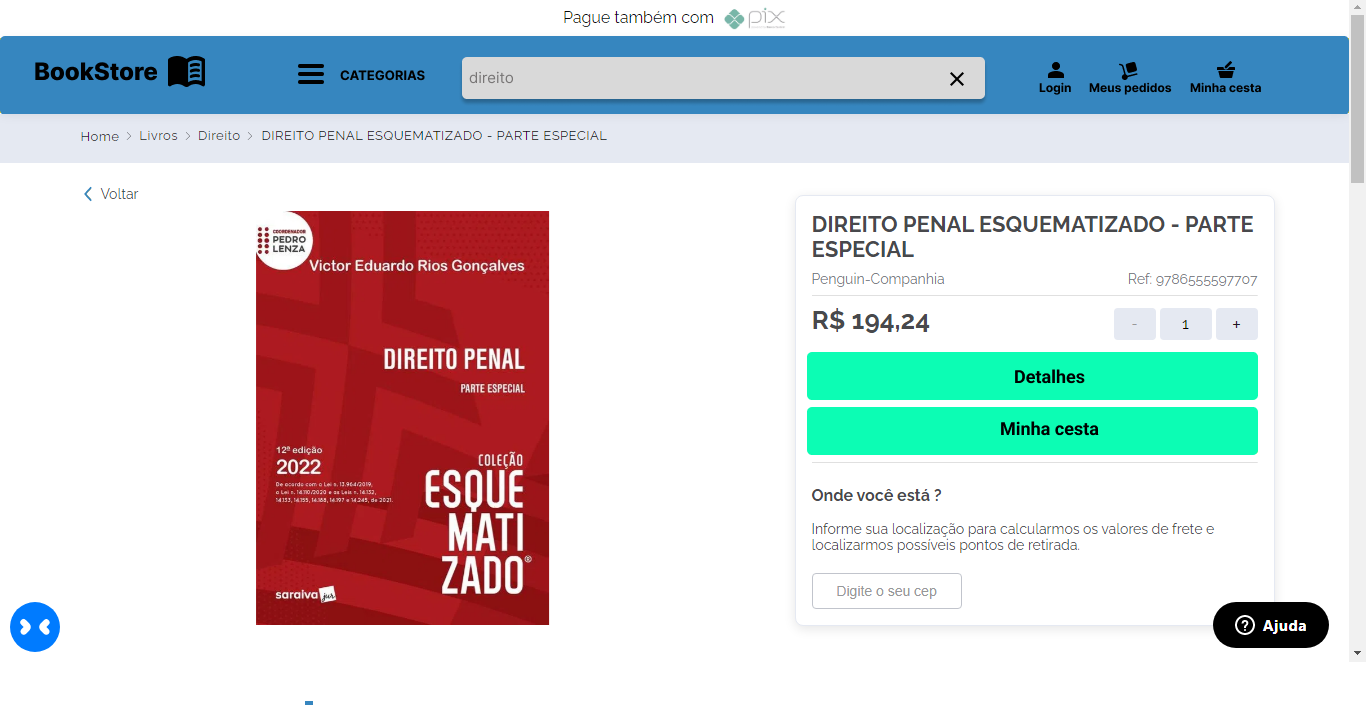 Pague também com pix
BookStore
CATEGORIAS
direito
Login
Meus pedidos
Minha cesta
Home > Livros > Direito > DIREITO PENAL ESQUEMATIZADO - PARTE ESPECIAL
Voltar
COORDENADOR
PEDRO
LENZA
Victor Eduardo Rios Gonçalves
DIREITO PENAL
PARTE ESPECIAL
12ª edição
2022
De acordo com a Lei n. 13.964/2019,
a Lei n. 14.110/2020 e as Leis n. 14.132,
14.133, 14.155, 14.188, 14.197 e 14.245, de 2021.
COLEÇÃO
ESQUE
MATI
ZADO®
saraiva jur
DIREITO PENAL ESQUEMATIZADO - PARTE
ESPECIAL
Penguin-Companhia
Ref: 9786555597707
R$ 194,24
- 1 +
Detalhes
Minha cesta
Onde você está ?
Informe sua localização para calcularmos os valores de frete e
localizarmos possíveis pontos de retirada.
Digite o seu cep
Ajuda